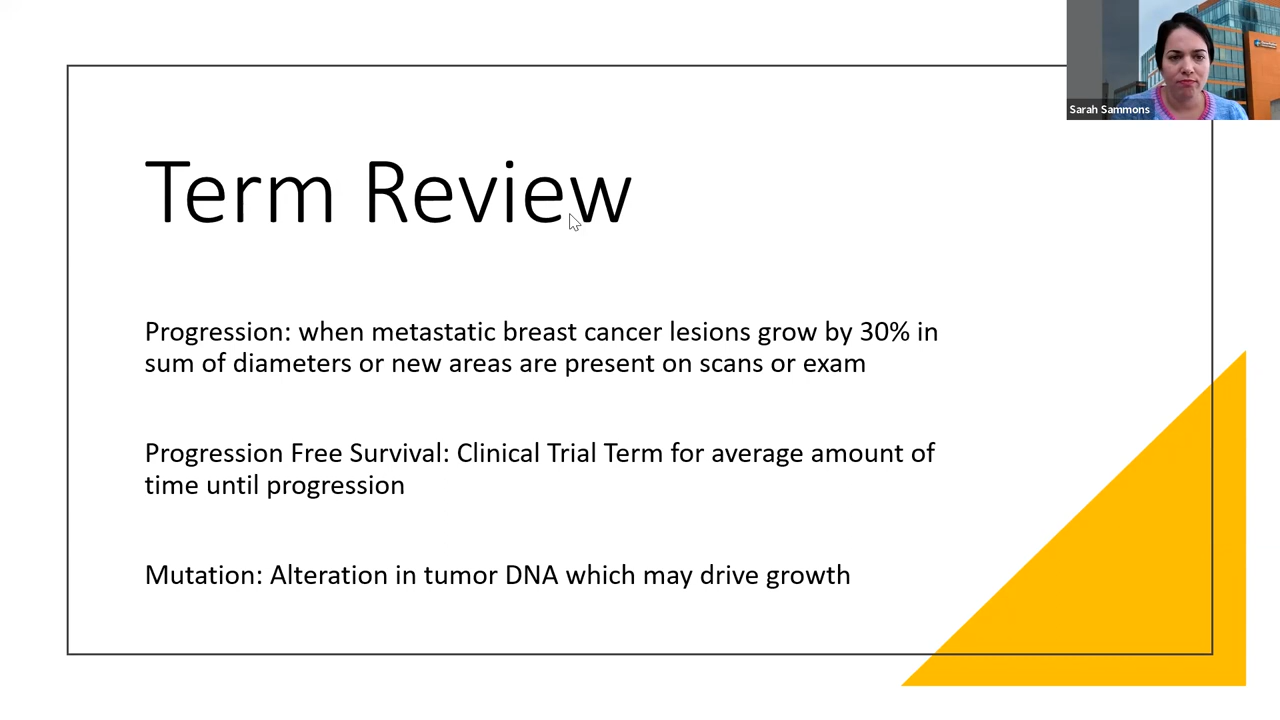 Sarah Sammons
Term Review
Progression: when metastatic breast cancer lesions grow by 30% in
sum of diameters or new areas are present on scans or exam
Progression Free Survival: Clinical Trial Term for average amount of
time until progression
Mutation: Alteration in tumor DNA which may drive growth